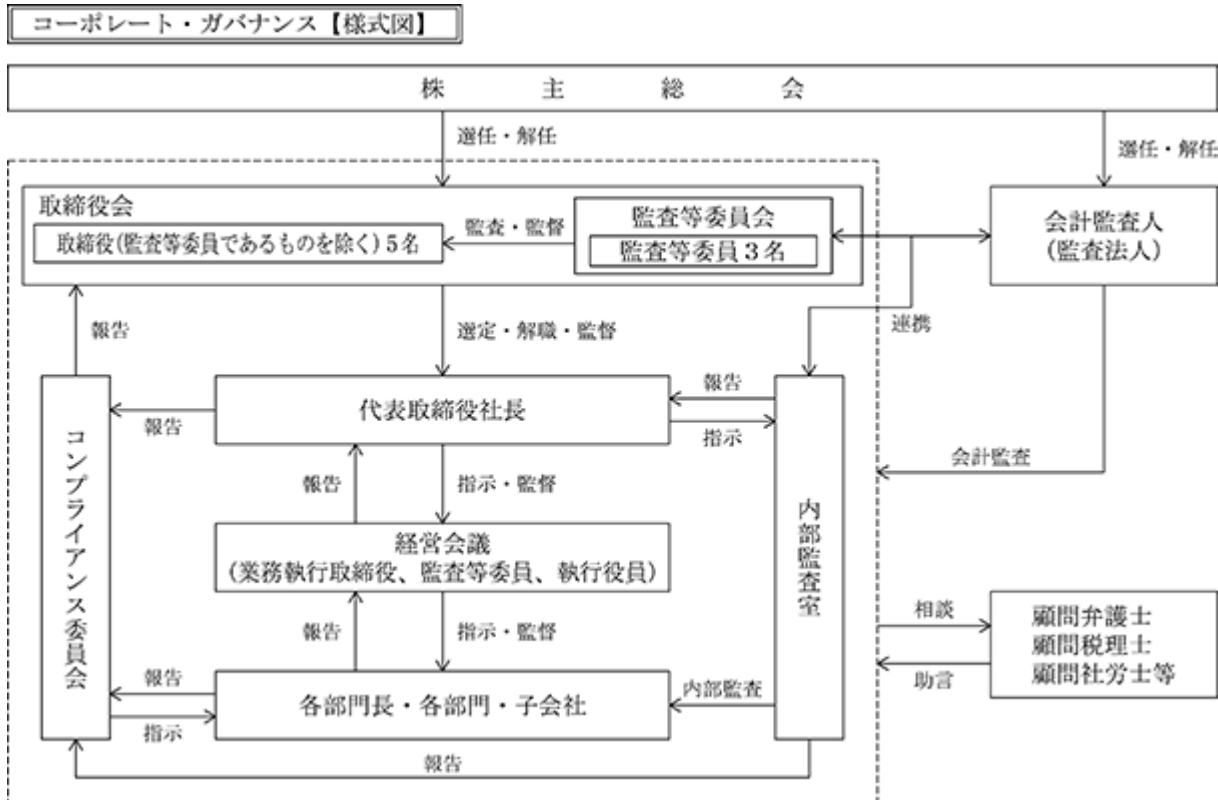 コーポレート・ガバナンス【様式図】
株主総会
選任・解任
選任・解任
取締役会
取締役(監査等委員であるものを除く)5名
監査・監督
監査等委員会
監査等委員3名
会計監査人
(監査法人)
報告
選定・解職・監督
連携
コンプライアンス委員会
代表取締役社長
報告
報告
指示
内部監査室
会計監査
報告
指示・監督
経営会議
(業務執行取締役、監査等委員、執行役員)
報告
指示・監督
相談
助言
顧問弁護士
顧問税理士
顧問社労士等
報告
指示
各部門長・各部門・子会社
内部監査
報告